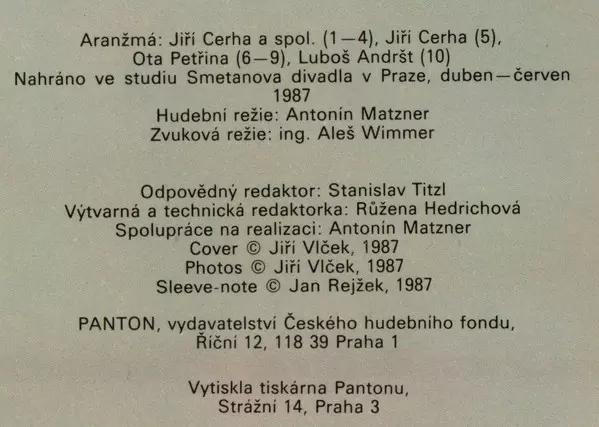 Aranžmá: Jiří Cerha a spol. (1—4), Jiří Cerha (5),
Ota Petřina (6—9), Luboš Andršt (10)
Nahráno ve studiu Smetanova divadla v Praze, duben—červen
1987
Hudební režie: Antonín Matzner
Zvuková režie: ing. Aleš Wimmer
Odpovědný redaktor: Stanislav Titzl
Výtvarná a technická redaktorka: Růžena Hedrichová
Spolupráce na realizaci: Antonín Matzner
Cover © Jiří Vlček, 1987
Photos © Jiří Vlček, 1987
Sleeve-note © Jan Rejžek, 1987
PANTON, vydavatelství Českého hudebního fondu,
Říční 12, 118 39 Praha 1
Vytiskla tiskárna Pantonu,
Strážní 14, Praha 3